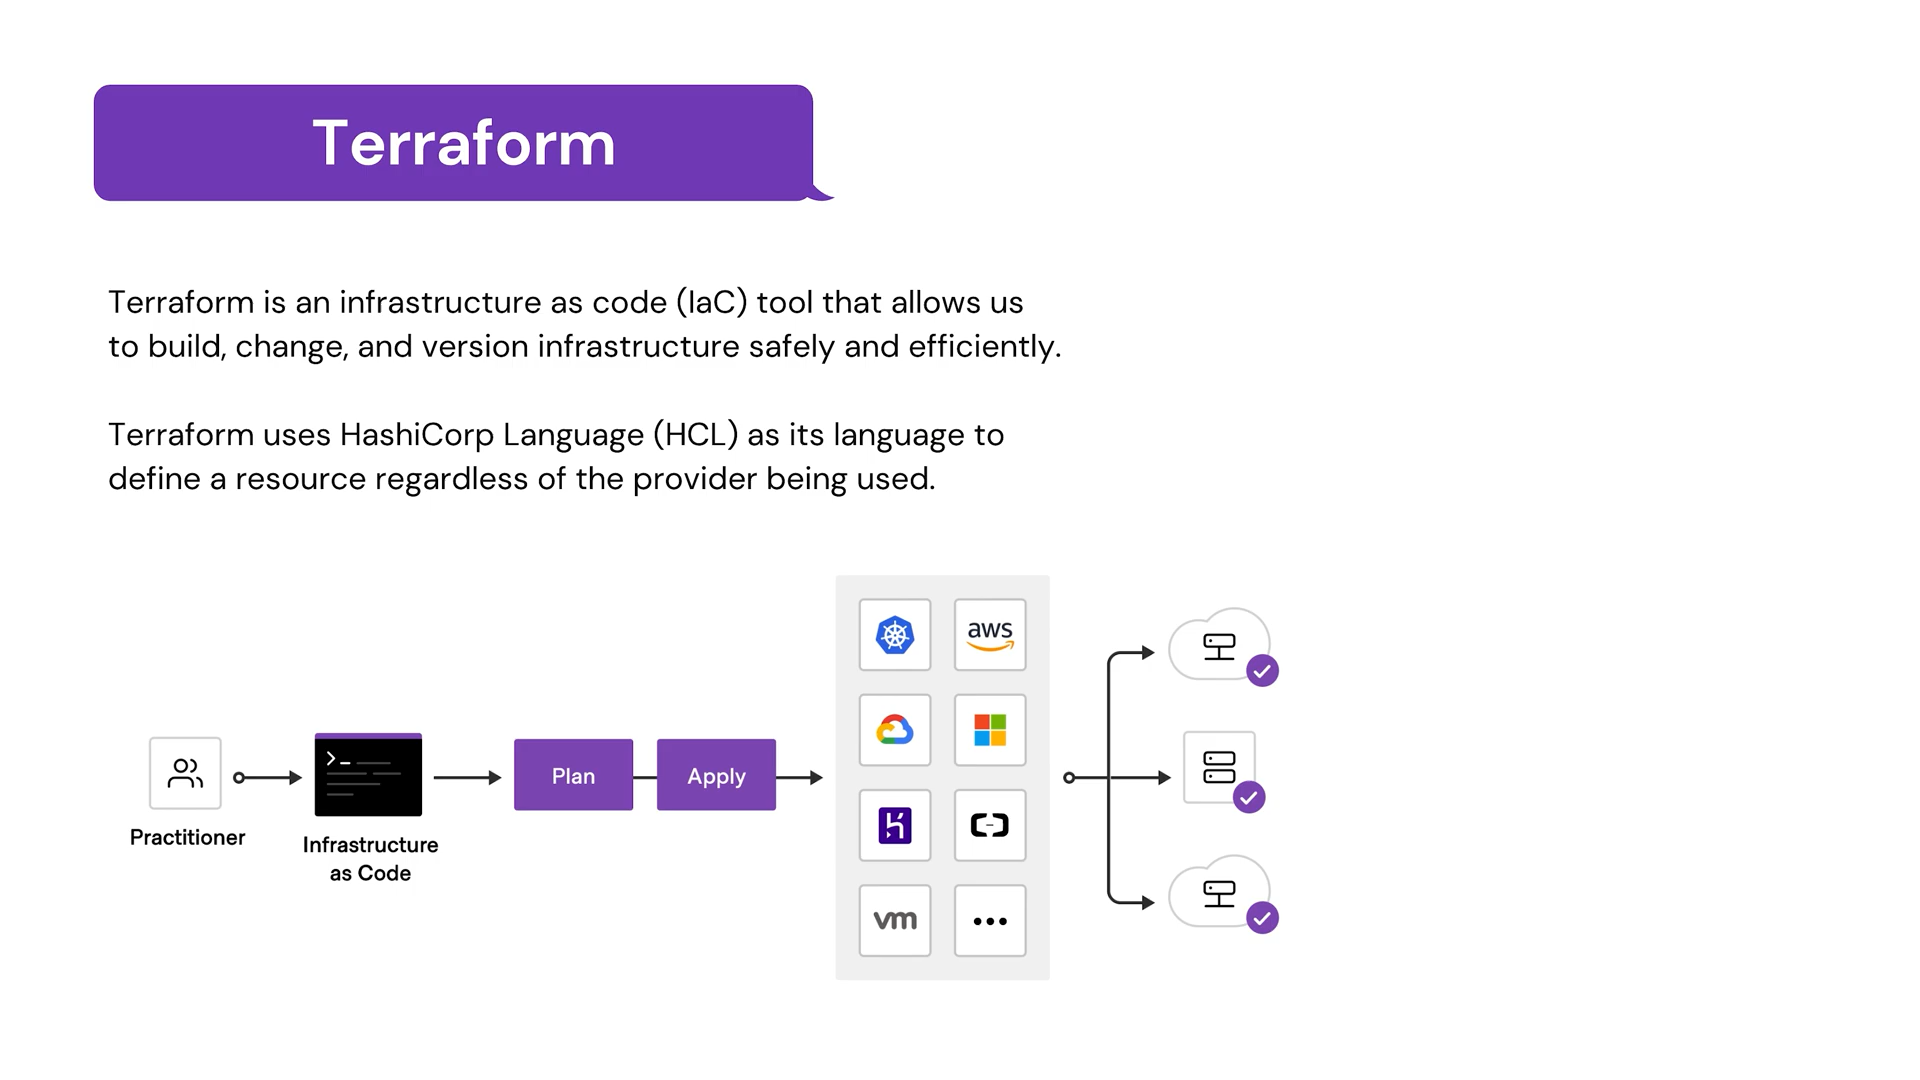 Terraform
Terraform is an infrastructure as code (IaC) tool that allows us
to build, change, and version infrastructure safely and efficiently.
Terraform uses HashiCorp Language (HCL) as its language to
define a resource regardless of the provider being used.
Practitioner
Infrastructure
as Code
Plan
Apply
aws
vm